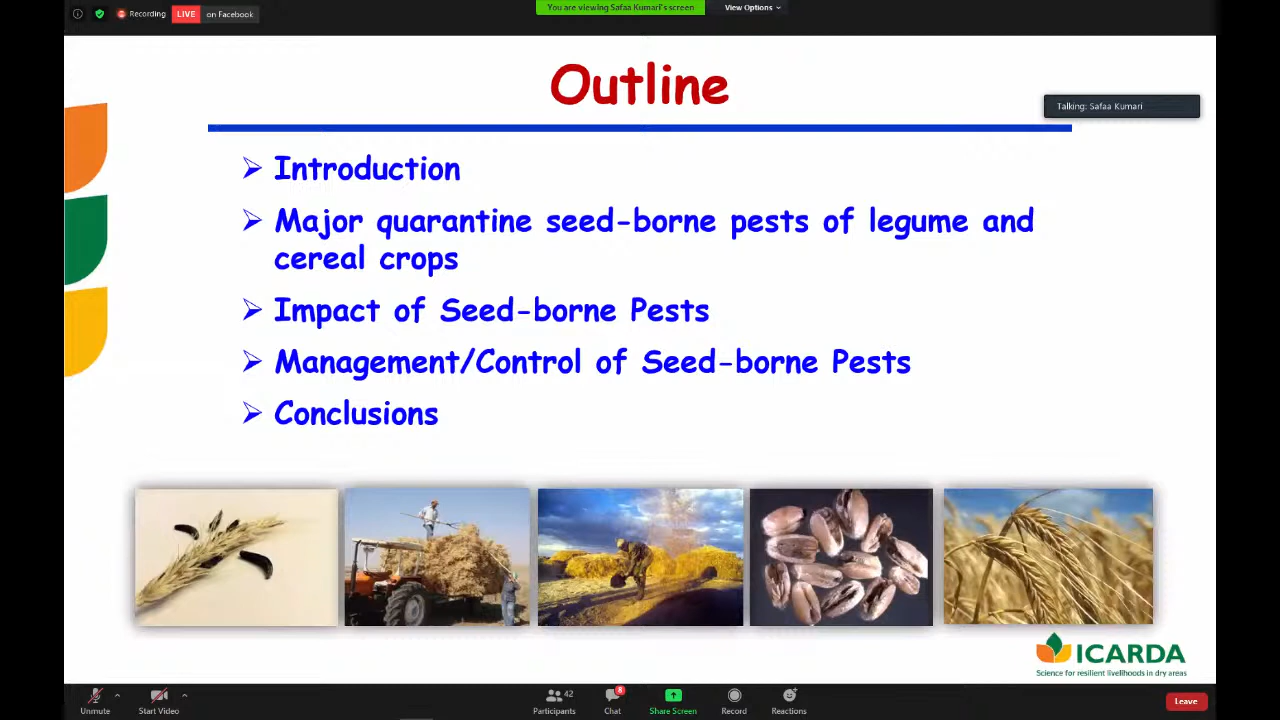 Recording
LIVE
on Facebook
You are viewing Safaa Kumari's screen
View Options
Outline
Talking: Safaa Kumari
Introduction
Major quarantine seed-borne pests of legume and
cereal crops
Impact of Seed-borne Pests
Management/Control of Seed-borne Pests
Conclusions
ICARDA
Science for resilient livelihoods in dry areas
Unmute
Start Video
42
Participants
8
Chat
Share Screen
Record
Reactions
Leave